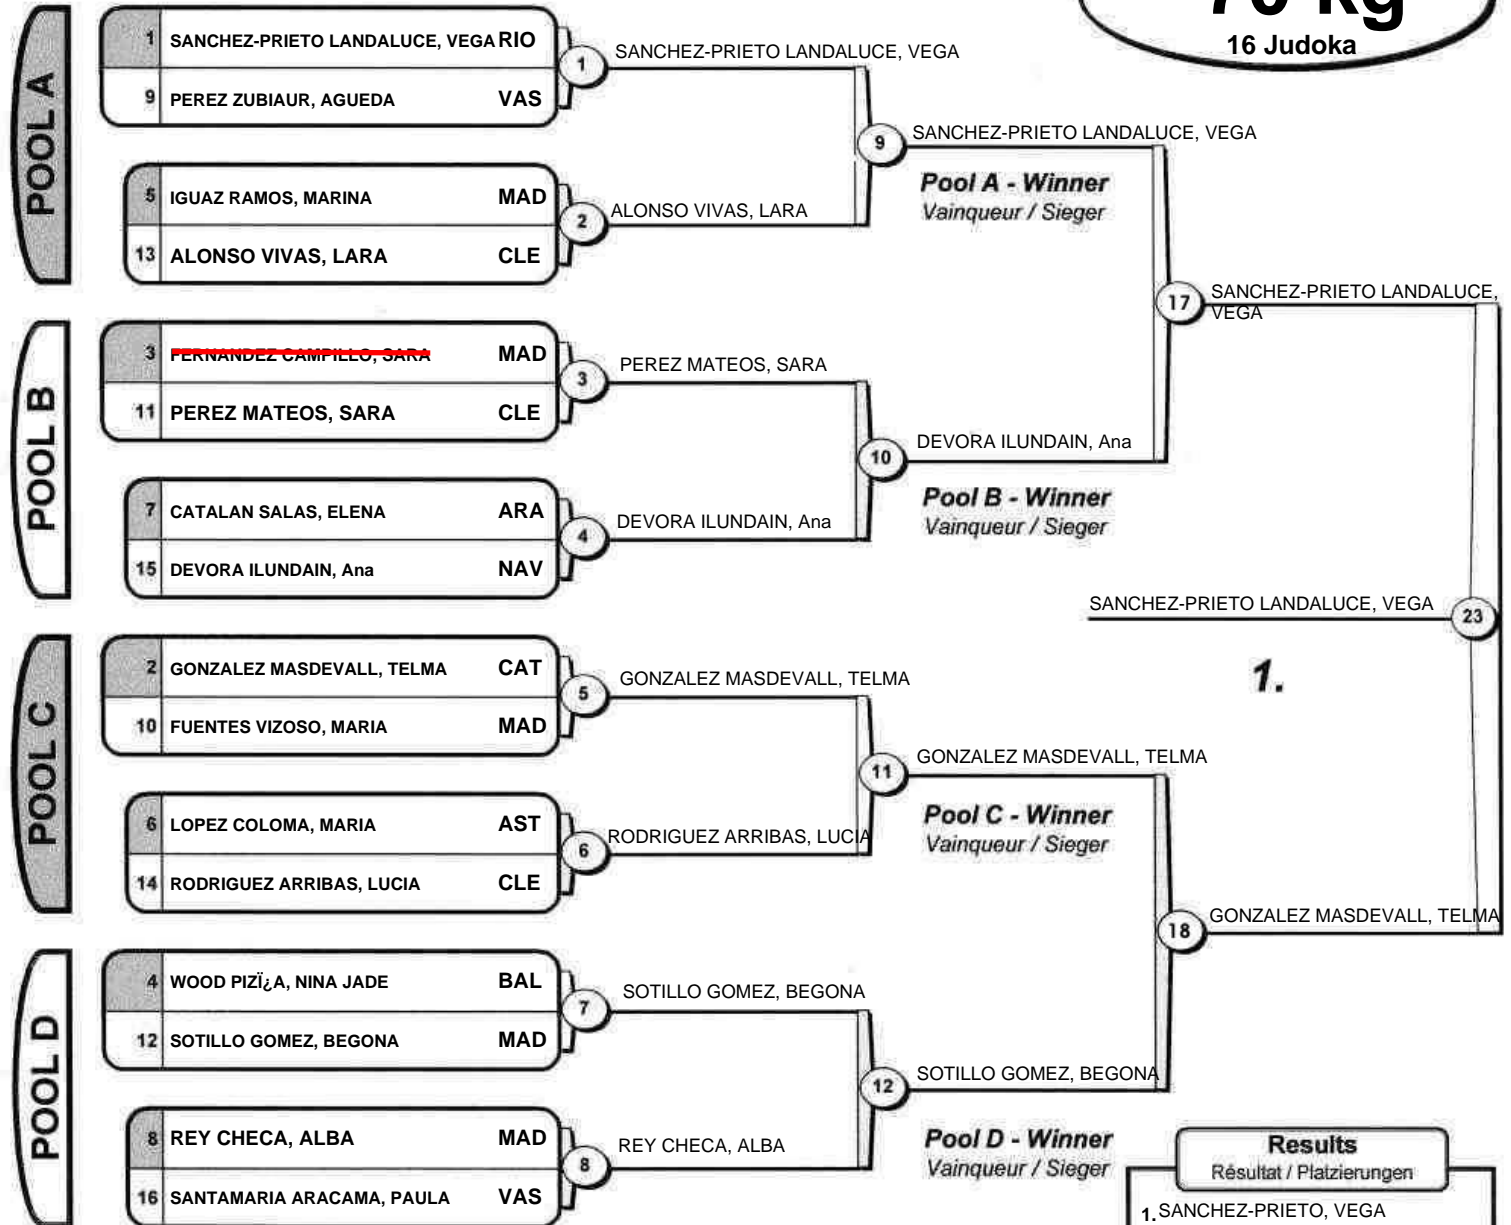 70 kg
16 Judoka
POOL A
1 SANCHEZ-PRIETO LANDALUCE, VEGA RIO
9 PEREZ ZUBIAUR, AGUEDA VAS
1 SANCHEZ-PRIETO LANDALUCE, VEGA
5 IGUAZ RAMOS, MARINA MAD
13 ALONSO VIVAS, LARA CLE
2 ALONSO VIVAS, LARA
9 SANCHEZ-PRIETO LANDALUCE, VEGA
Pool A - Winner
Vainqueur / Sieger
POOL B
3 FERNANDEZ CAMPILLO, SARA MAD
11 PEREZ MATEOS, SARA CLE
3 PEREZ MATEOS, SARA
7 CATALAN SALAS, ELENA ARA
15 DEVORA ILUNDAIN, Ana NAV
4 DEVORA ILUNDAIN, Ana
10 DEVORA ILUNDAIN, Ana
Pool B - Winner
Vainqueur / Sieger
17 SANCHEZ-PRIETO LANDALUCE,
VEGA
SANCHEZ-PRIETO LANDALUCE, VEGA 23
1.
POOL C
2 GONZALEZ MASDEVALL, TELMA CAT
10 FUENTES VIZOSO, MARIA MAD
5 GONZALEZ MASDEVALL, TELMA
6 LOPEZ COLOMA, MARIA AST
14 RODRIGUEZ ARRIBAS, LUCIA CLE
6 RODRIGUEZ ARRIBAS, LUCIA
11 GONZALEZ MASDEVALL, TELMA
Pool C - Winner
Vainqueur / Sieger
18 GONZALEZ MASDEVALL, TELMA
POOL D
4 WOOD PIZÏ¿A, NINA JADE BAL
12 SOTILLO GOMEZ, BEGONA MAD
7 SOTILLO GOMEZ, BEGONA
8 REY CHECA, ALBA MAD
16 SANTAMARIA ARACAMA, PAULA VAS
8 REY CHECA, ALBA
12 SOTILLO GOMEZ, BEGONA
Pool D - Winner
Vainqueur / Sieger
Results
Résultat / Platzierungen
1. SANCHEZ-PRIETO, VEGA